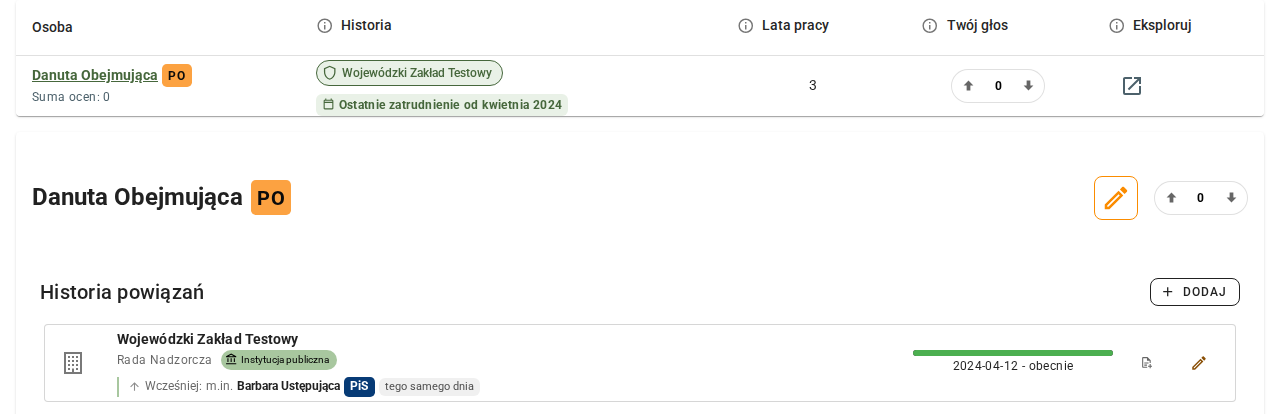 Osoba Historia Lata pracy Twój głos Eksploruj
Danuta Obejmująca PO Wojewódzki Zakład Testowy
Suma ocen: 0 3 0
Ostatnie zatrudnienie od kwietnia 2024
Danuta Obejmująca PO 0
Historia powiązań + DODAJ
Wojewódzki Zakład Testowy
Rada Nadzorcza Instytucja publiczna
2024-04-12 - obecnie
Wcześniej: m.in. Barbara Ustępująca PiS tego samego dnia